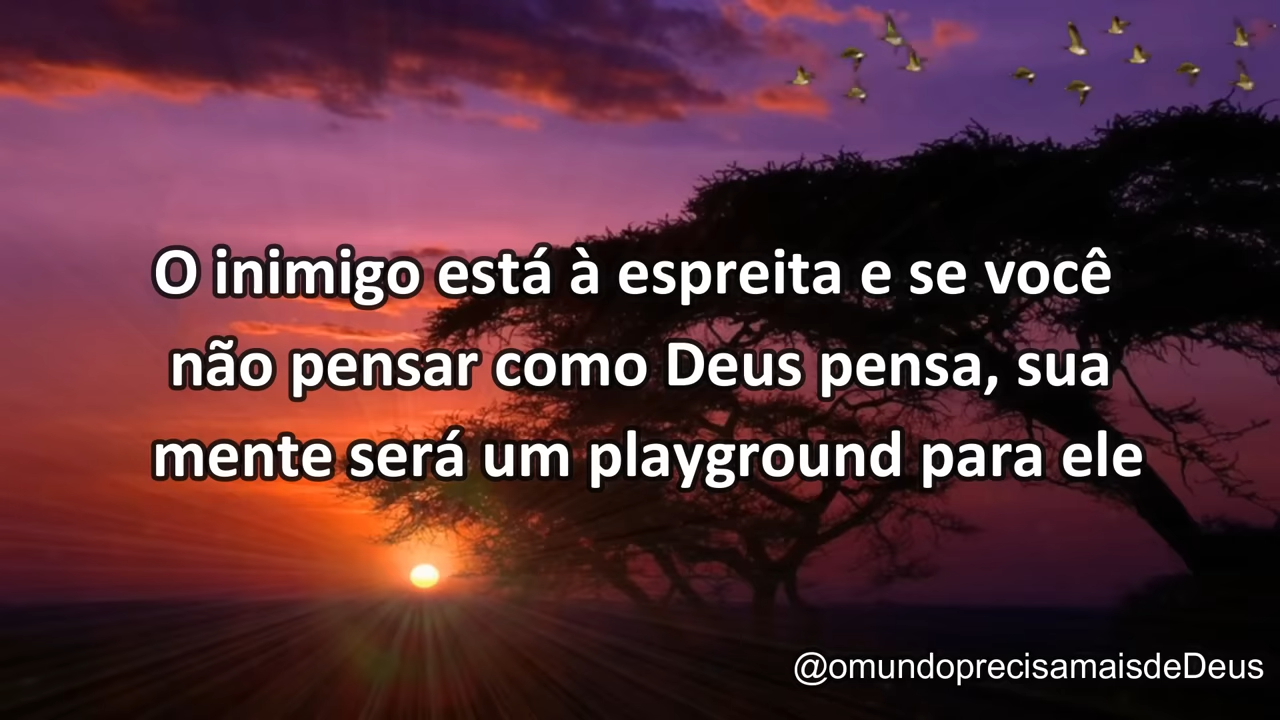 O inimigo está à espreita e se você
não pensar como Deus pensa, sua
mente será um playground para ele
@omundoprecisamaisdeDeus